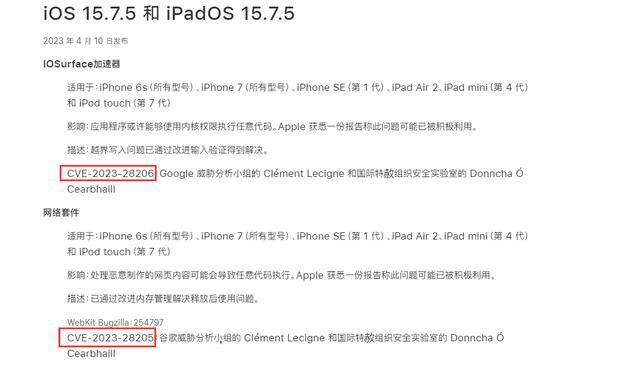 iOS 15.7.5 和 iPadOS 15.7.5
2023 年 4 月 10 日发布
IOSurface加速器
适用于：iPhone 6s（所有型号）、iPhone 7（所有型号）、iPhone SE（第 1 代）、iPad Air 2、iPad mini（第 4 代）
和 iPod touch（第 7 代）
影响：应用程序或许能够使用内核权限执行任意代码。Apple 获悉一份报告称此问题可能已被积极利用。
描述：越界写入问题已通过改进输入验证得到解决。
CVE-2023-28206：Google 威胁分析小组的 Clément Lecigne 和国际特赦组织安全实验室的 Donncha Ó
Cearbhaill
网络套件
适用于：iPhone 6s（所有型号）、iPhone 7（所有型号）、iPhone SE（第 1 代）、iPad Air 2、iPad mini（第 4 代）
和 iPod touch（第 7 代）
影响：处理恶意制作的网页内容可能会导致任意代码执行。Apple 获悉一份报告称此问题可能已被积极利用。
描述：已通过改进内存管理解决释放后使用问题。
WebKit Bugzilla：254797
CVE-2023-28205：谷歌威胁分析小组的 Clément Lecigne 和国际特赦组织安全实验室的 Donncha Ó
Cearbhaill